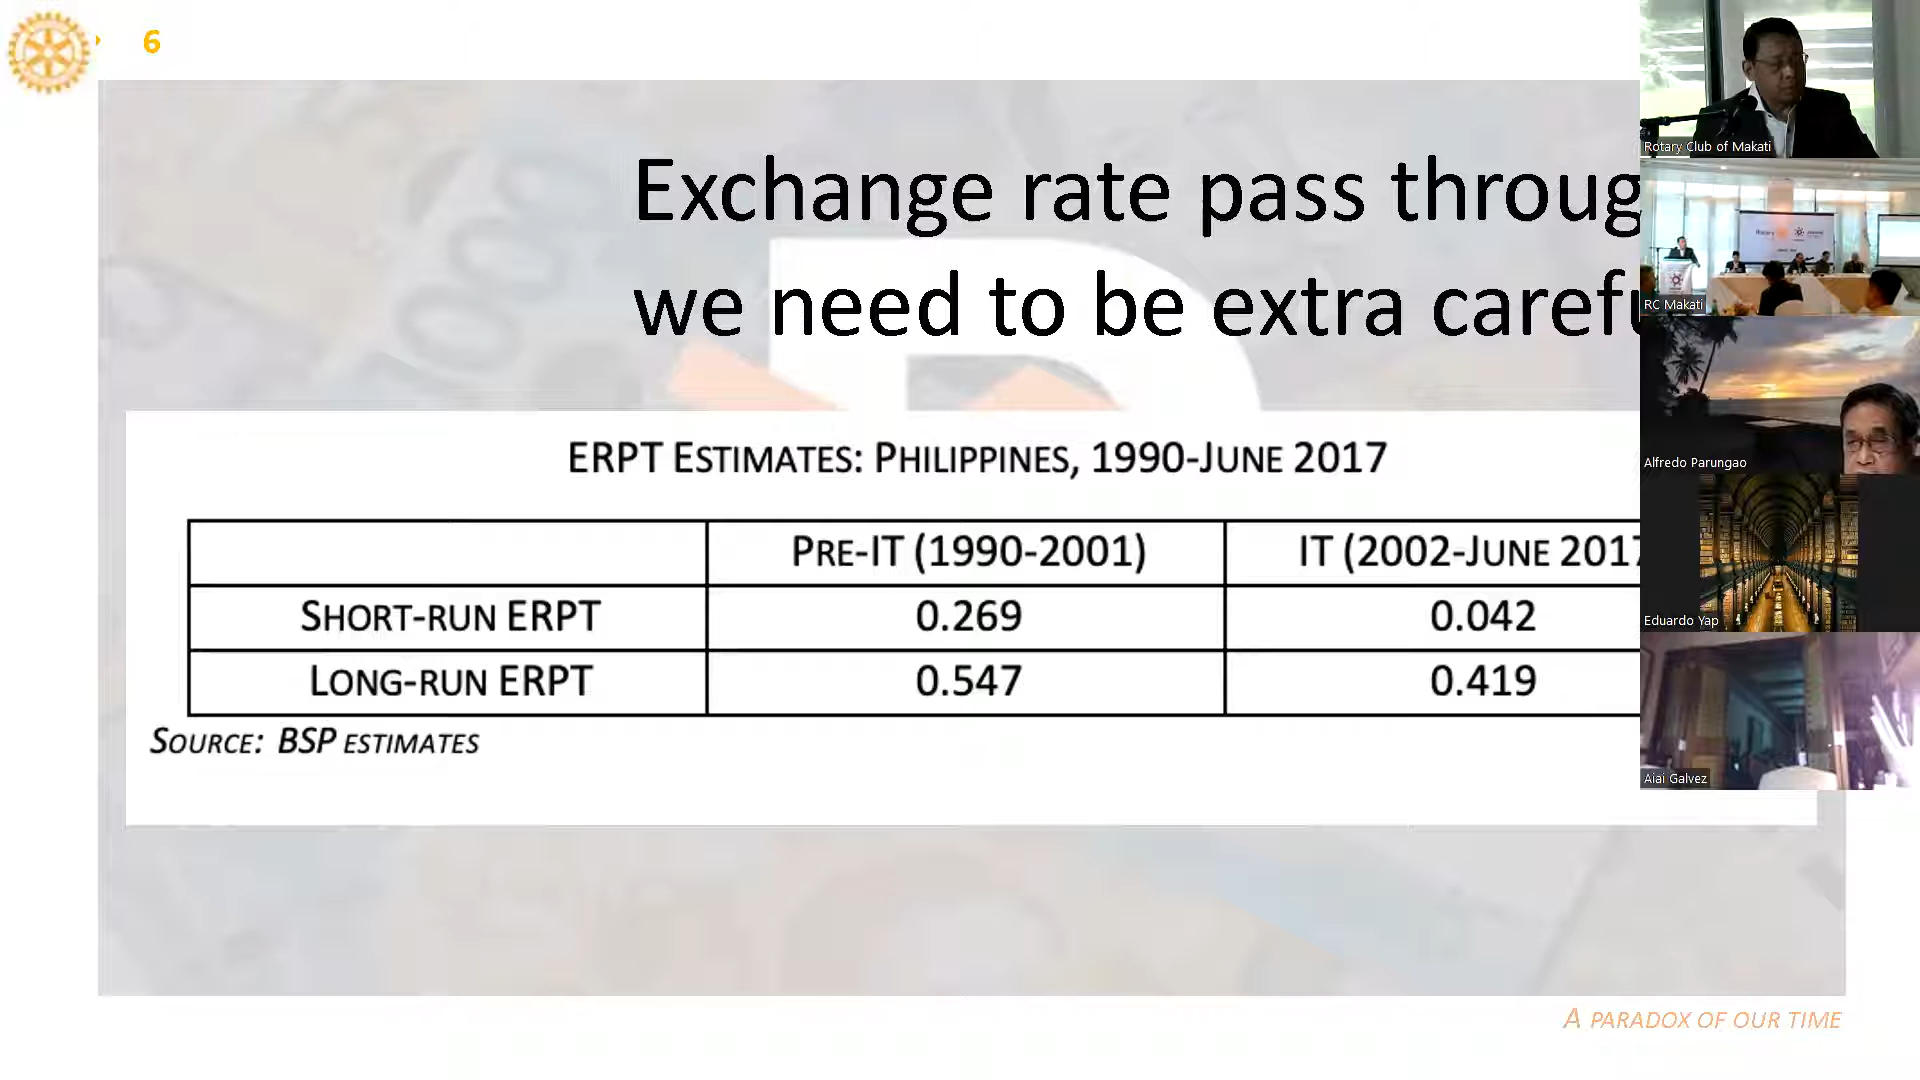 6
Exchange rate pass throug
we need to be extra carefu
ERPT ESTIMATES: PHILIPPINES, 1990-JUNE 2017
PRE-IT (1990-2001) IT (2002-JUNE 2017
SHORT-RUN ERPT 0.269 0.042
LONG-RUN ERPT 0.547 0.419
SOURCE: BSP ESTIMATES
A PARADOX OF OUR TIME
Rotary Club of Makati
RC Makati
Alfredo Parungao
Eduardo Yap
Aiai Galvez